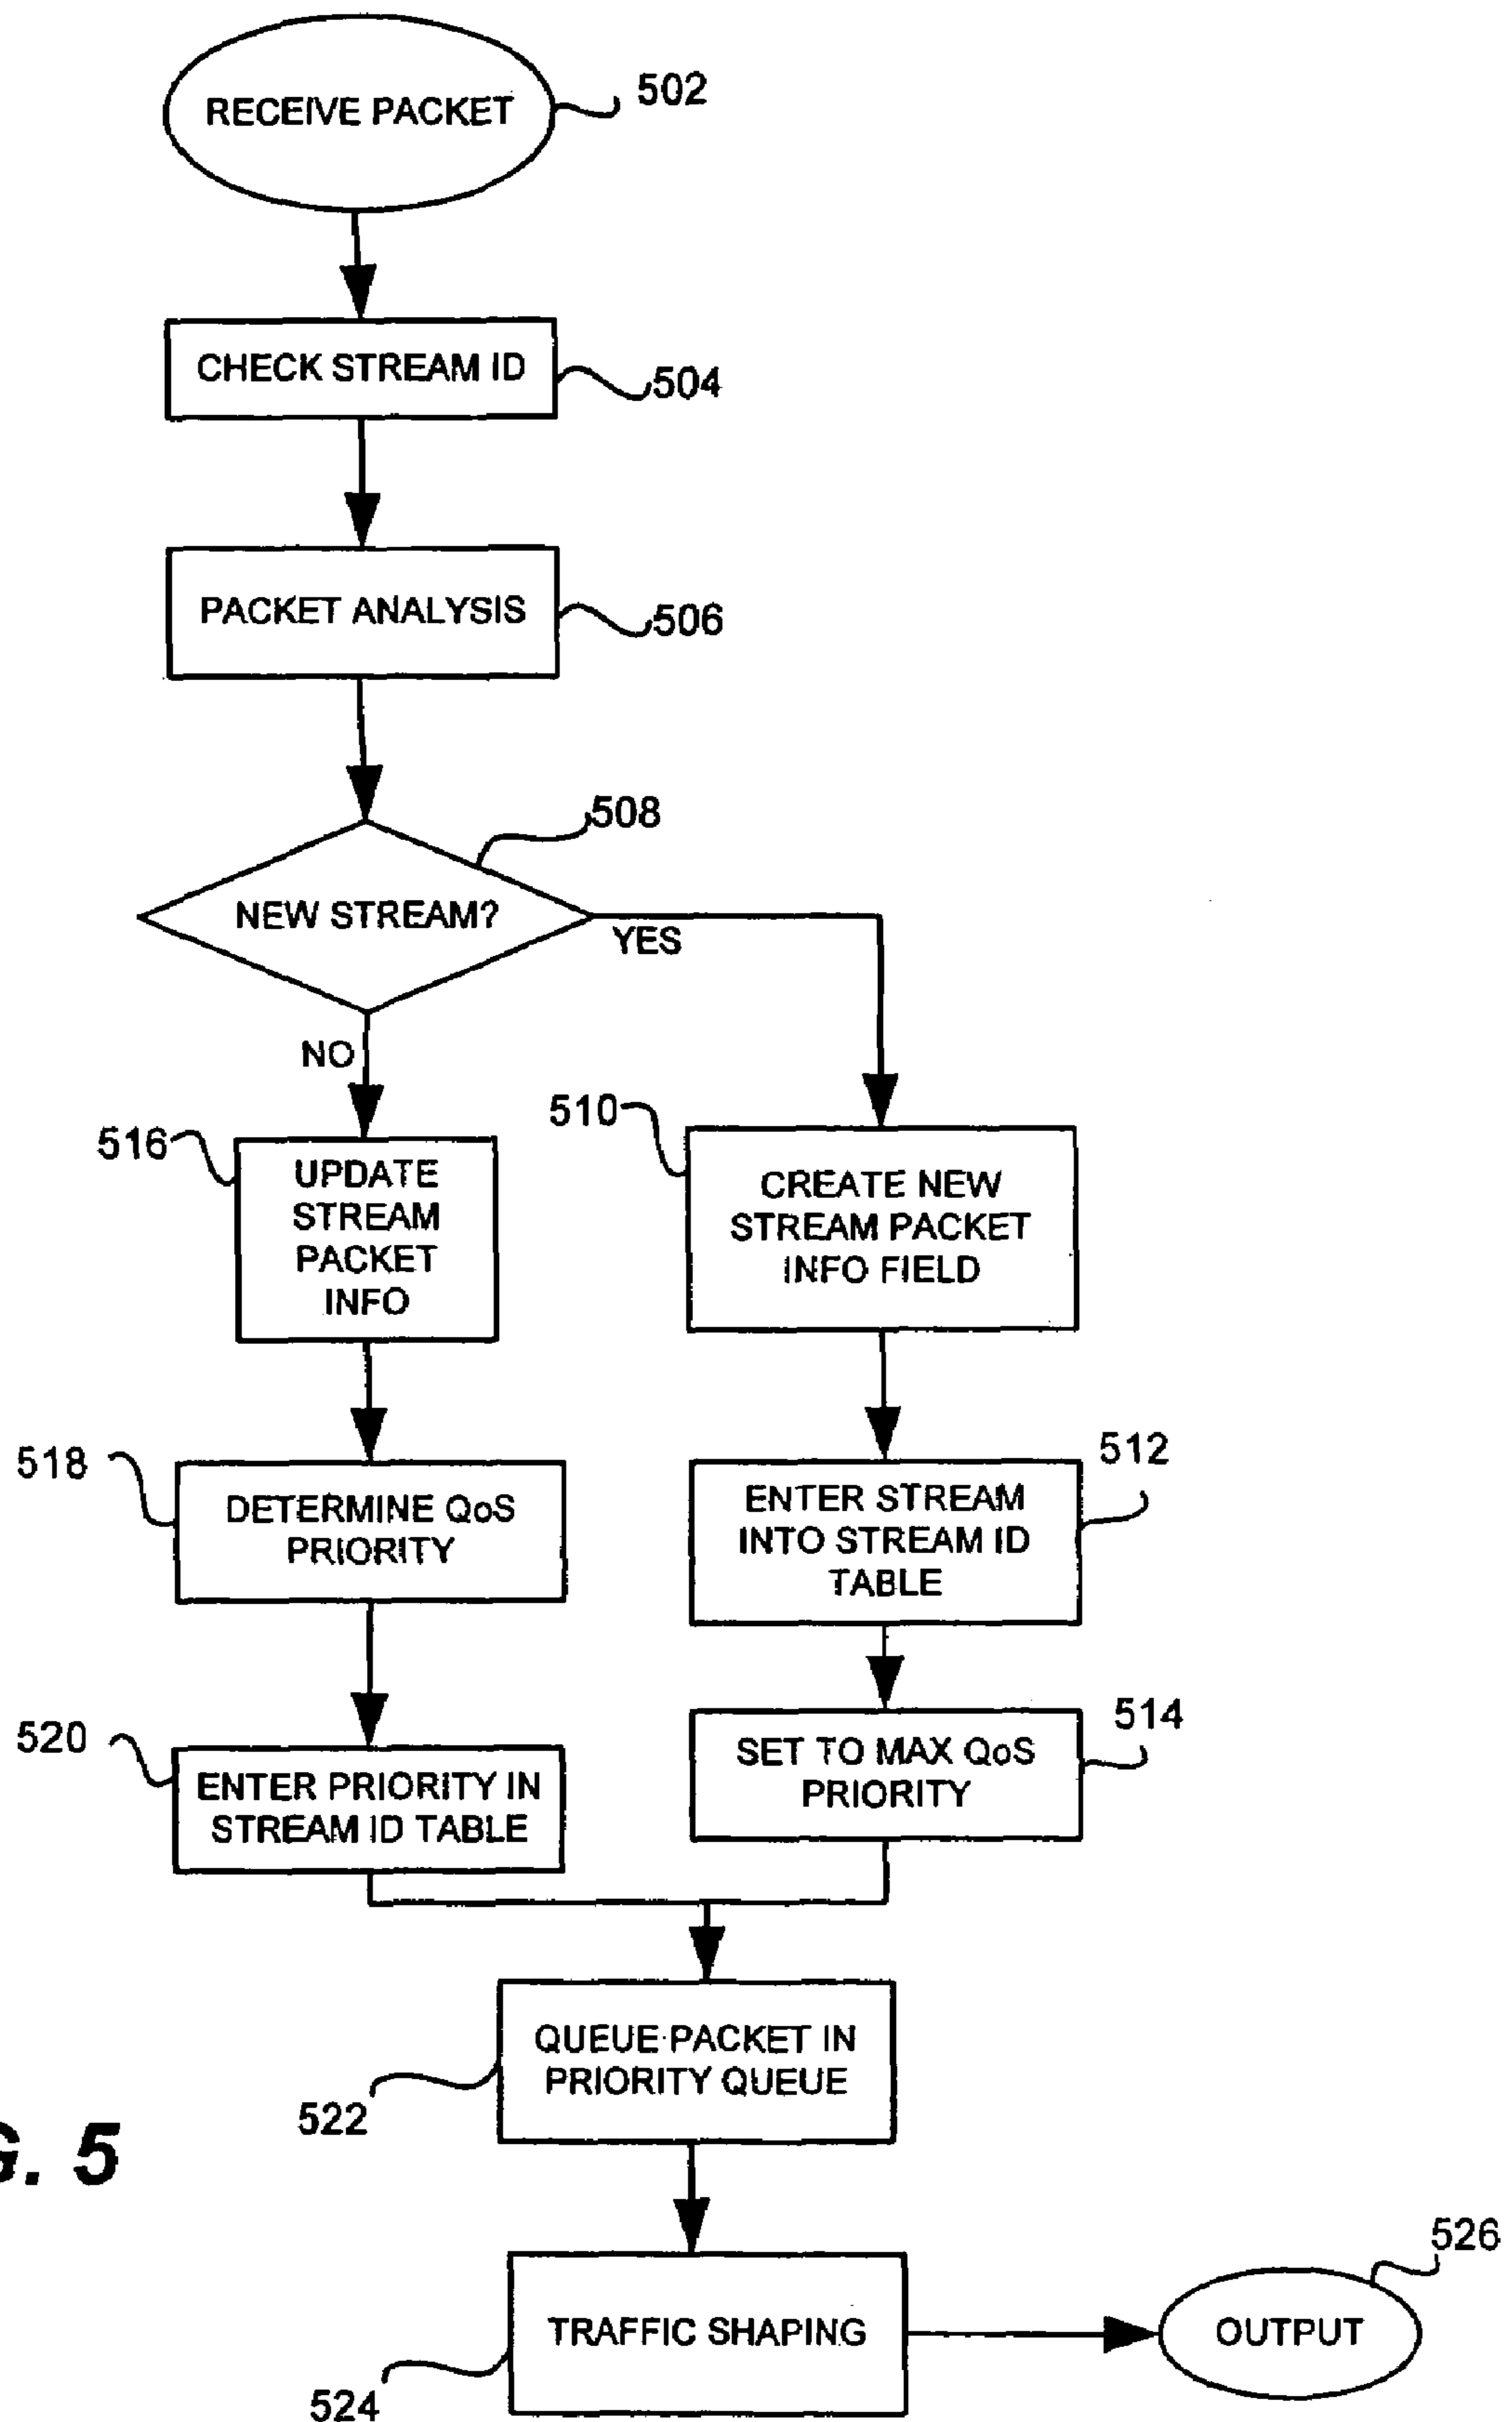 RECEIVE PACKET
502
CHECK STREAM ID
504
PACKET ANALYSIS
506
508
NEW STREAM?
YES
NO
516
UPDATE
STREAM
PACKET
INFO
510
CREATE NEW
STREAM PACKET
INFO FIELD
518
DETERMINE QoS
PRIORITY
512
ENTER STREAM
INTO STREAM ID
TABLE
520
ENTER PRIORITY IN
STREAM ID TABLE
514
SET TO MAX QoS
PRIORITY
QUEUE PACKET IN
PRIORITY QUEUE
522
G. 5
TRAFFIC SHAPING
524
526
OUTPUT